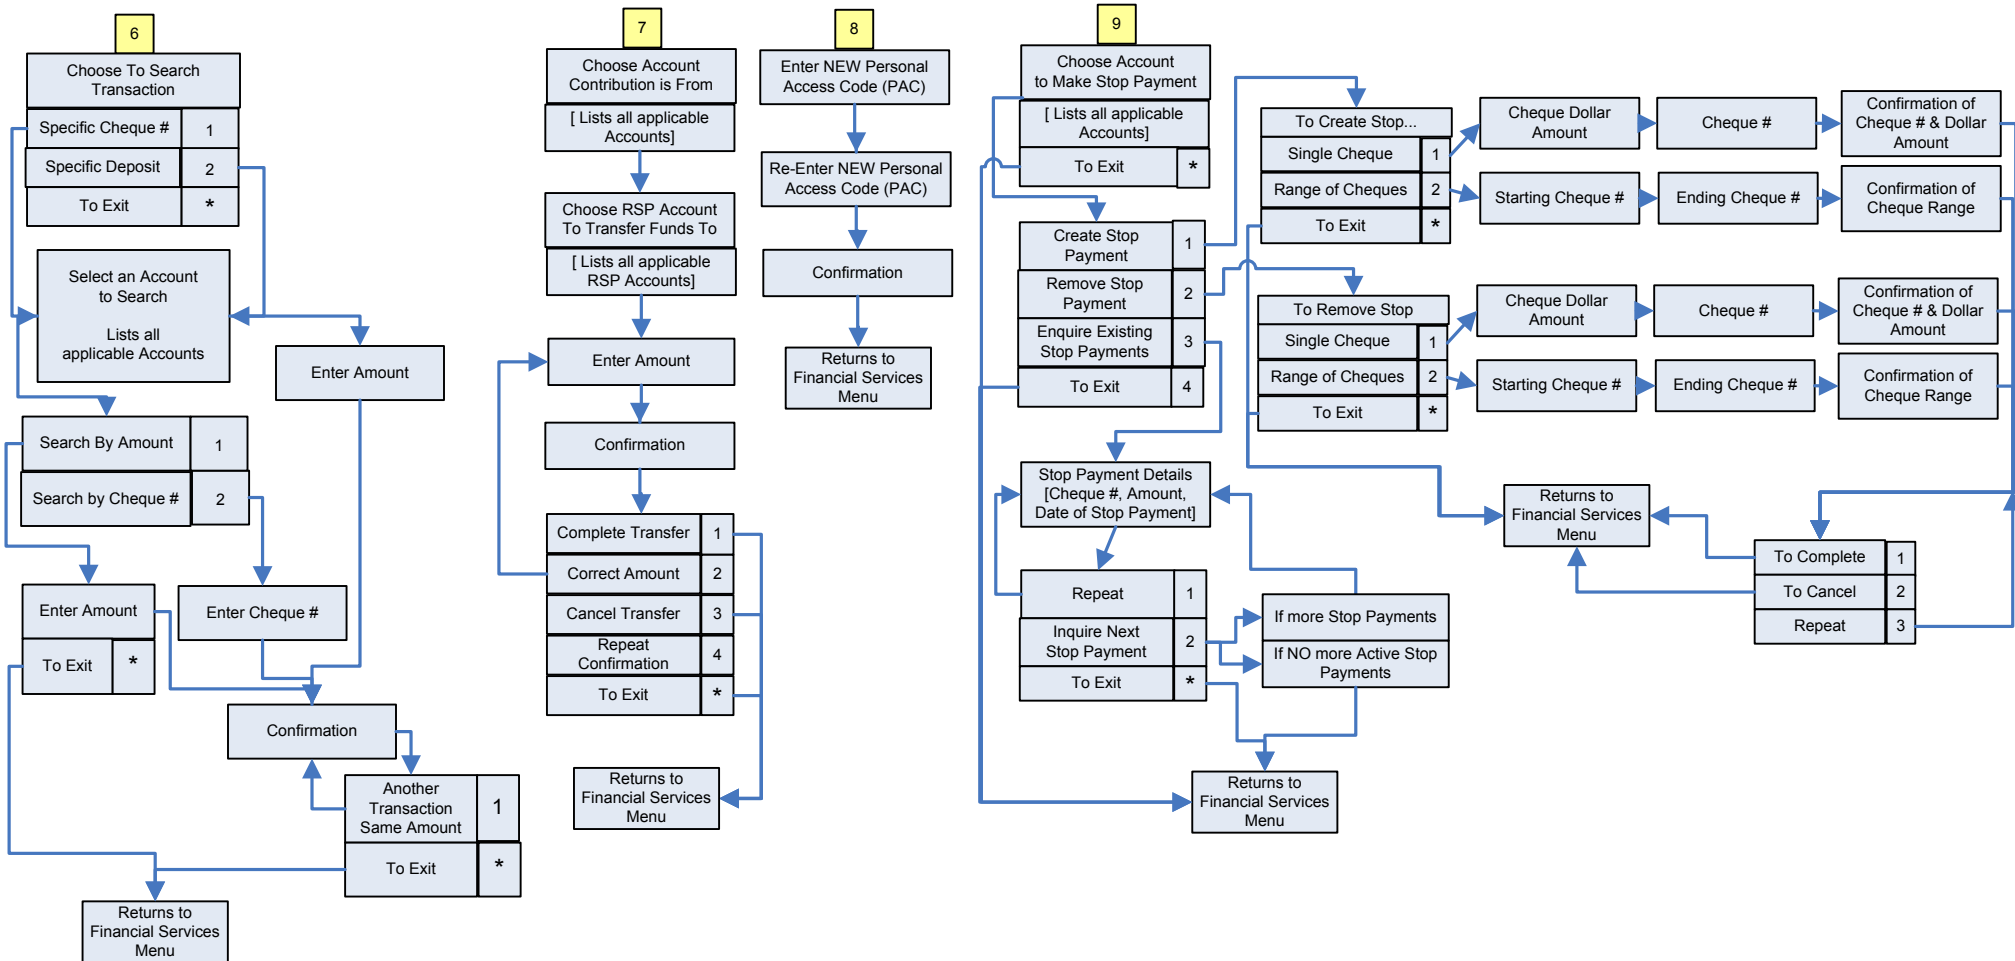 6
Choose To Search
Transaction
Specific Cheque # 1
Specific Deposit 2
To Exit *
Select an Account
to Search
Lists all
applicable Accounts
Enter Amount
Search By Amount 1
Search by Cheque # 2
Enter Amount
To Exit *
Enter Cheque #
Confirmation
Another
Transaction
Same Amount 1
To Exit *
Returns to
Financial Services
Menu
7
Choose Account
Contribution is From
[ Lists all applicable
Accounts]
Choose RSP Account
To Transfer Funds To
[ Lists all applicable
RSP Accounts]
Enter Amount
Confirmation
Complete Transfer 1
Correct Amount 2
Cancel Transfer 3
Repeat
Confirmation 4
To Exit *
Returns to
Financial Services
Menu
8
Enter NEW Personal
Access Code (PAC)
Re-Enter NEW Personal
Access Code (PAC)
Confirmation
Returns to
Financial Services
Menu
9
Choose Account
to Make Stop Payment
[ Lists all applicable
Accounts]
To Exit *
Create Stop
Payment 1
Remove Stop
Payment 2
Enquire Existing
Stop Payments 3
To Exit 4
Stop Payment Details
[Cheque #, Amount,
Date of Stop Payment]
Repeat 1
Inquire Next
Stop Payment 2
To Exit *
If more Stop Payments
If NO more Active Stop
Payments
Returns to
Financial Services
Menu
To Create Stop...
Single Cheque 1
Range of Cheques 2
To Exit *
Cheque Dollar
Amount
Cheque #
Confirmation of
Cheque # & Dollar
Amount
Starting Cheque #
Ending Cheque #
Confirmation of
Cheque Range
To Remove Stop
Single Cheque 1
Range of Cheques 2
To Exit *
Cheque Dollar
Amount
Cheque #
Confirmation of
Cheque # & Dollar
Amount
Starting Cheque #
Ending Cheque #
Confirmation of
Cheque Range
Returns to
Financial Services
Menu
To Complete 1
To Cancel 2
Repeat 3